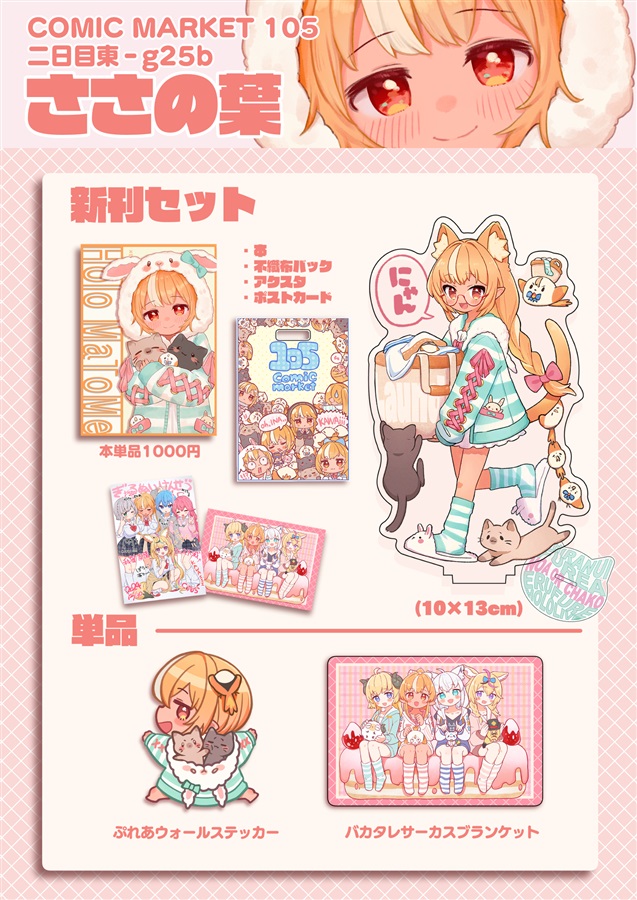 COMIC MARKET 105
二日目東-g25b
ささの葉
新刊セット
・本
・不織布バック
・アクスタ
・ポストカード
Holo MaToMe
本単品1000円
105
comic
market
KAWAII
にゃん
(10×13cm)
単品
ぷれあウォールステッカー
バカタレサーカスブランケット